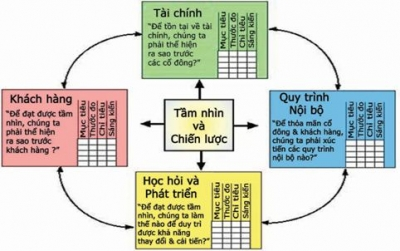 Tài chính
“Để tồn tại về tài
chính, chúng ta
phải thể hiện
ra sao trước
các cổ đông?”
Mục tiêu
Thước đo
Chỉ tiêu
Sáng kiến
Khách hàng
“Để đạt được tầm
nhìn, chúng ta
phải thể hiện
ra sao trước
khách hàng ?”
Mục tiêu
Thước đo
Chỉ tiêu
Sáng kiến
Tầm nhìn
và
Chiến lược
Quy trình
Nội bộ
“Để thỏa mãn cổ
đông & khách hàng,
chúng ta phải xúc
tiến các quy trình
nội bộ nào?”
Mục tiêu
Thước đo
Chỉ tiêu
Sáng kiến
Học hỏi và
Phát triển
“Để đạt được tầm
nhìn, chúng ta làm
thế nào để duy trì
được khả năng
thay đổi & cải tiến?”
Mục tiêu
Thước đo
Chỉ tiêu
Sáng kiến